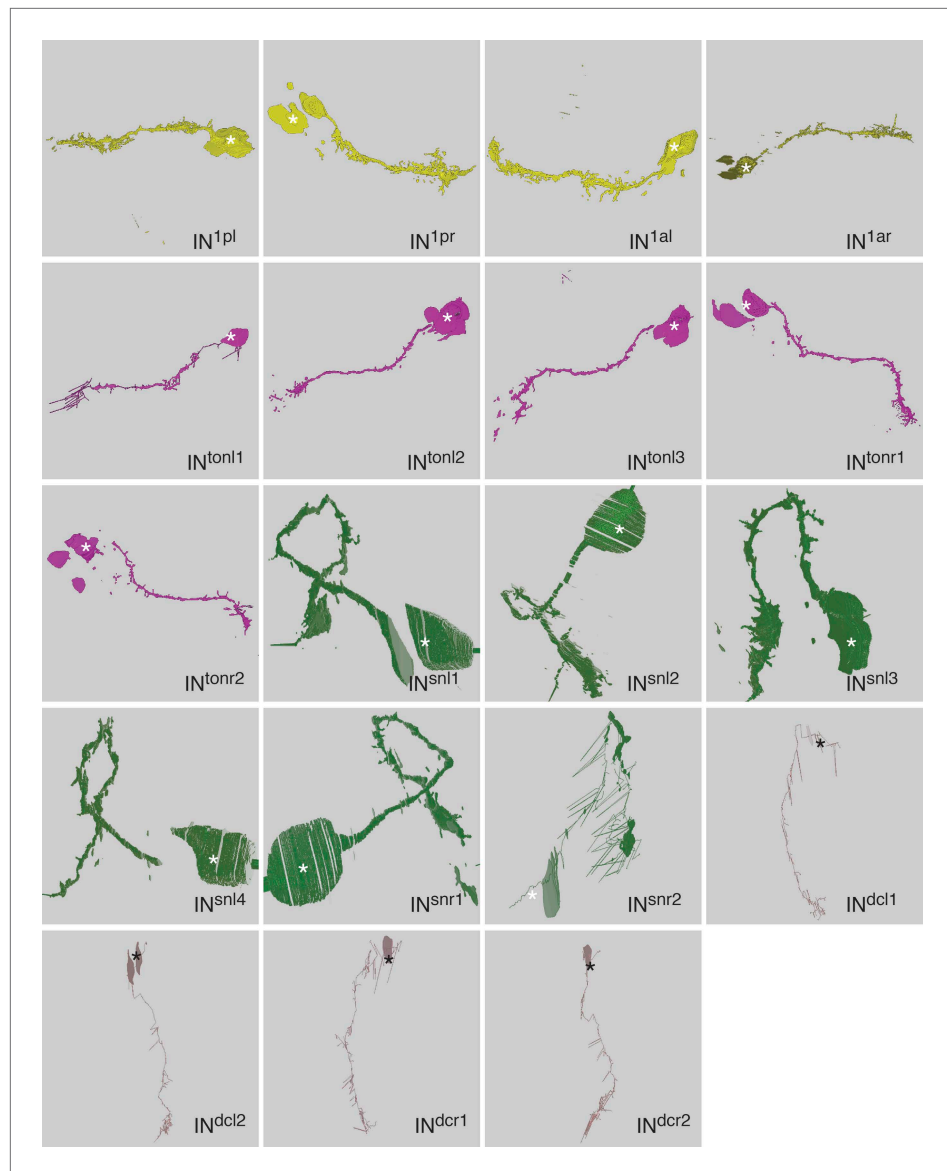 IN1pl IN1pr IN1al IN1ar
INtonl1 INtonl2 INtonl3 INtonr1
INtonr2 INsnl1 INsnl2 INsnl3
INsnl4 INsnr1 INsnr2 INdcl1
INdcl2 INdcr1 INdcr2